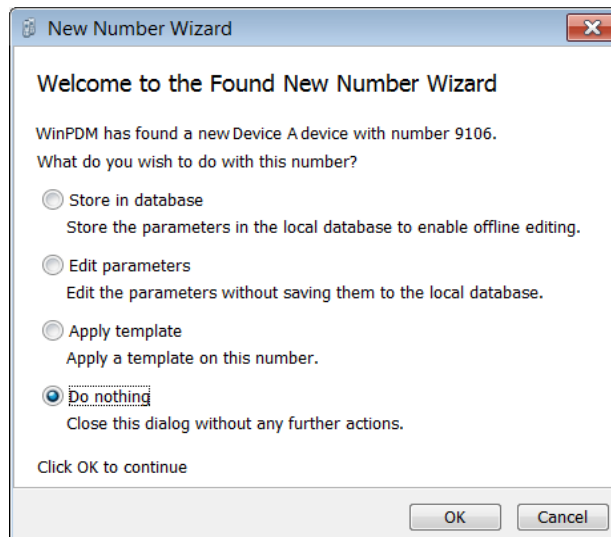 New Number Wizard
Welcome to the Found New Number Wizard
WinPDM has found a new Device A device with number 9106.
What do you wish to do with this number?
Store in database
Store the parameters in the local database to enable offline editing.
Edit parameters
Edit the parameters without saving them to the local database.
Apply template
Apply a template on this number.
Do nothing
Close this dialog without any further actions.
Click OK to continue
OK Cancel